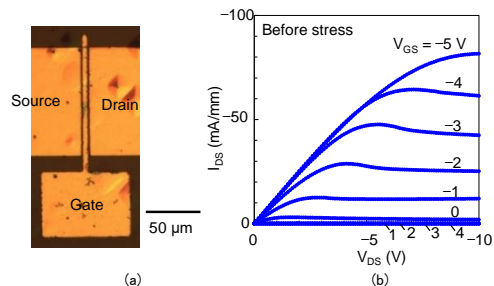 (a)
Source
Drain
Gate
50 µm
(a)
−100
Before stress
V_GS = −5 V
−4
−50
−3
−2
−1
0
0
0
−5
1
2
3
4
−10
I_DS (mA/mm)
V_DS (V)
(b)
(b)